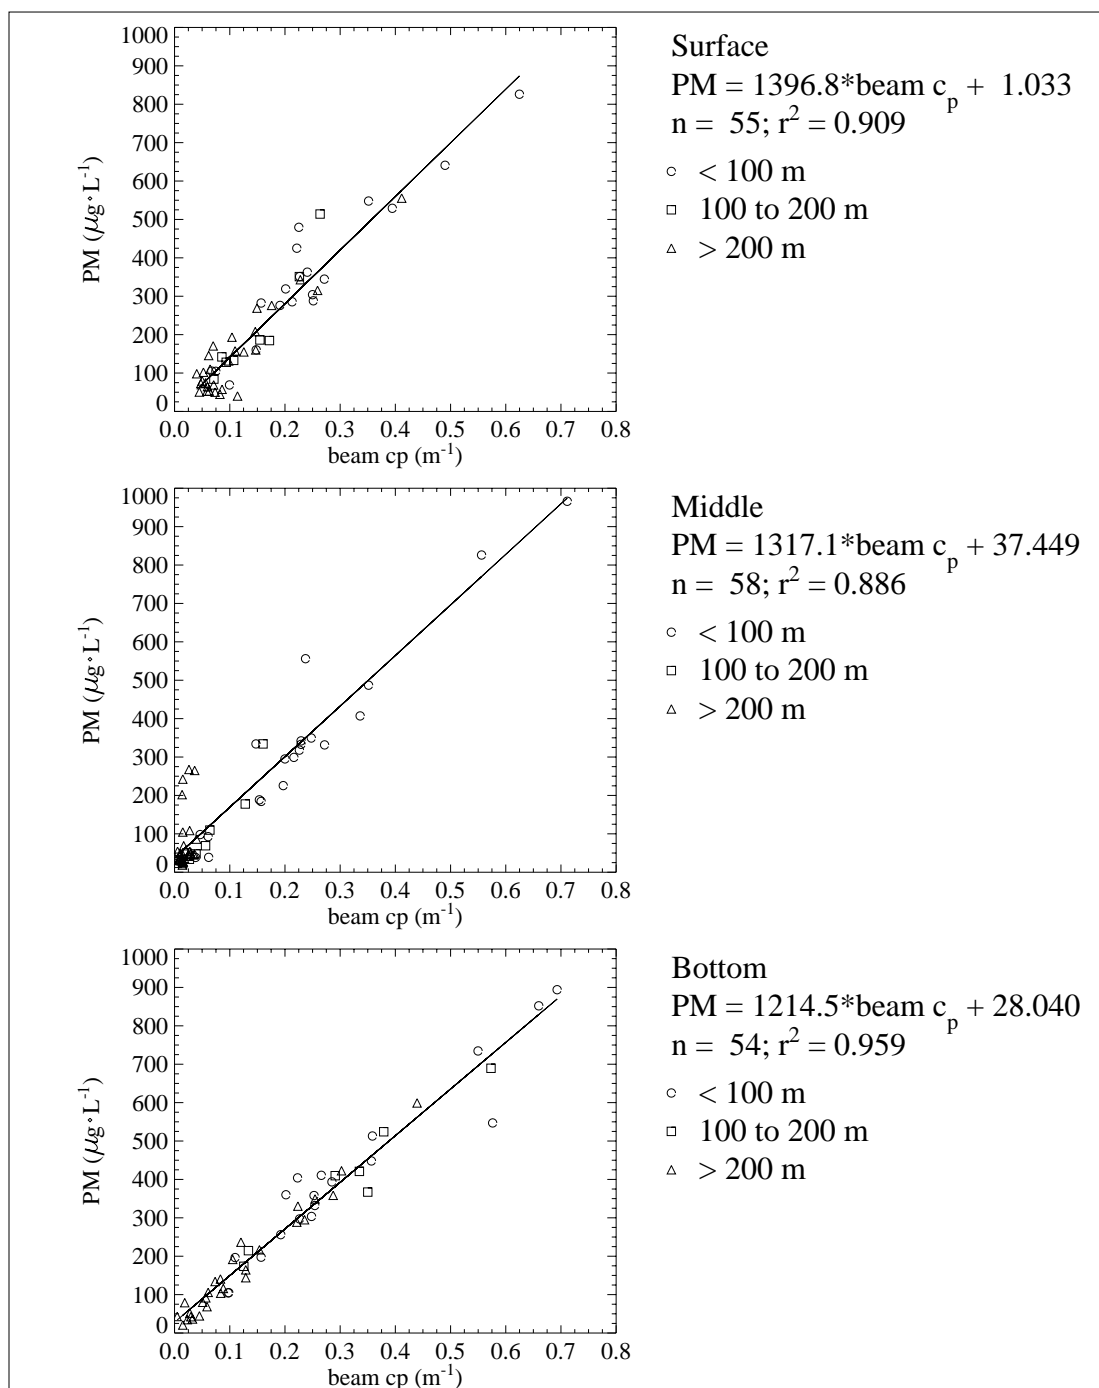 1000
900
800
700
600
500
400
300
200
100
0
PM (μg·L⁻¹)
0.0 0.1 0.2 0.3 0.4 0.5 0.6 0.7 0.8
beam cp (m⁻¹)
Surface
PM = 1396.8*beam cₚ + 1.033
n = 55; r² = 0.909
< 100 m
100 to 200 m
> 200 m
1000
900
800
700
600
500
400
300
200
100
0
PM (μg·L⁻¹)
0.0 0.1 0.2 0.3 0.4 0.5 0.6 0.7 0.8
beam cp (m⁻¹)
Middle
PM = 1317.1*beam cₚ + 37.449
n = 58; r² = 0.886
< 100 m
100 to 200 m
> 200 m
1000
900
800
700
600
500
400
300
200
100
0
PM (μg·L⁻¹)
0.0 0.1 0.2 0.3 0.4 0.5 0.6 0.7 0.8
beam cp (m⁻¹)
Bottom
PM = 1214.5*beam cₚ + 28.040
n = 54; r² = 0.959
< 100 m
100 to 200 m
> 200 m